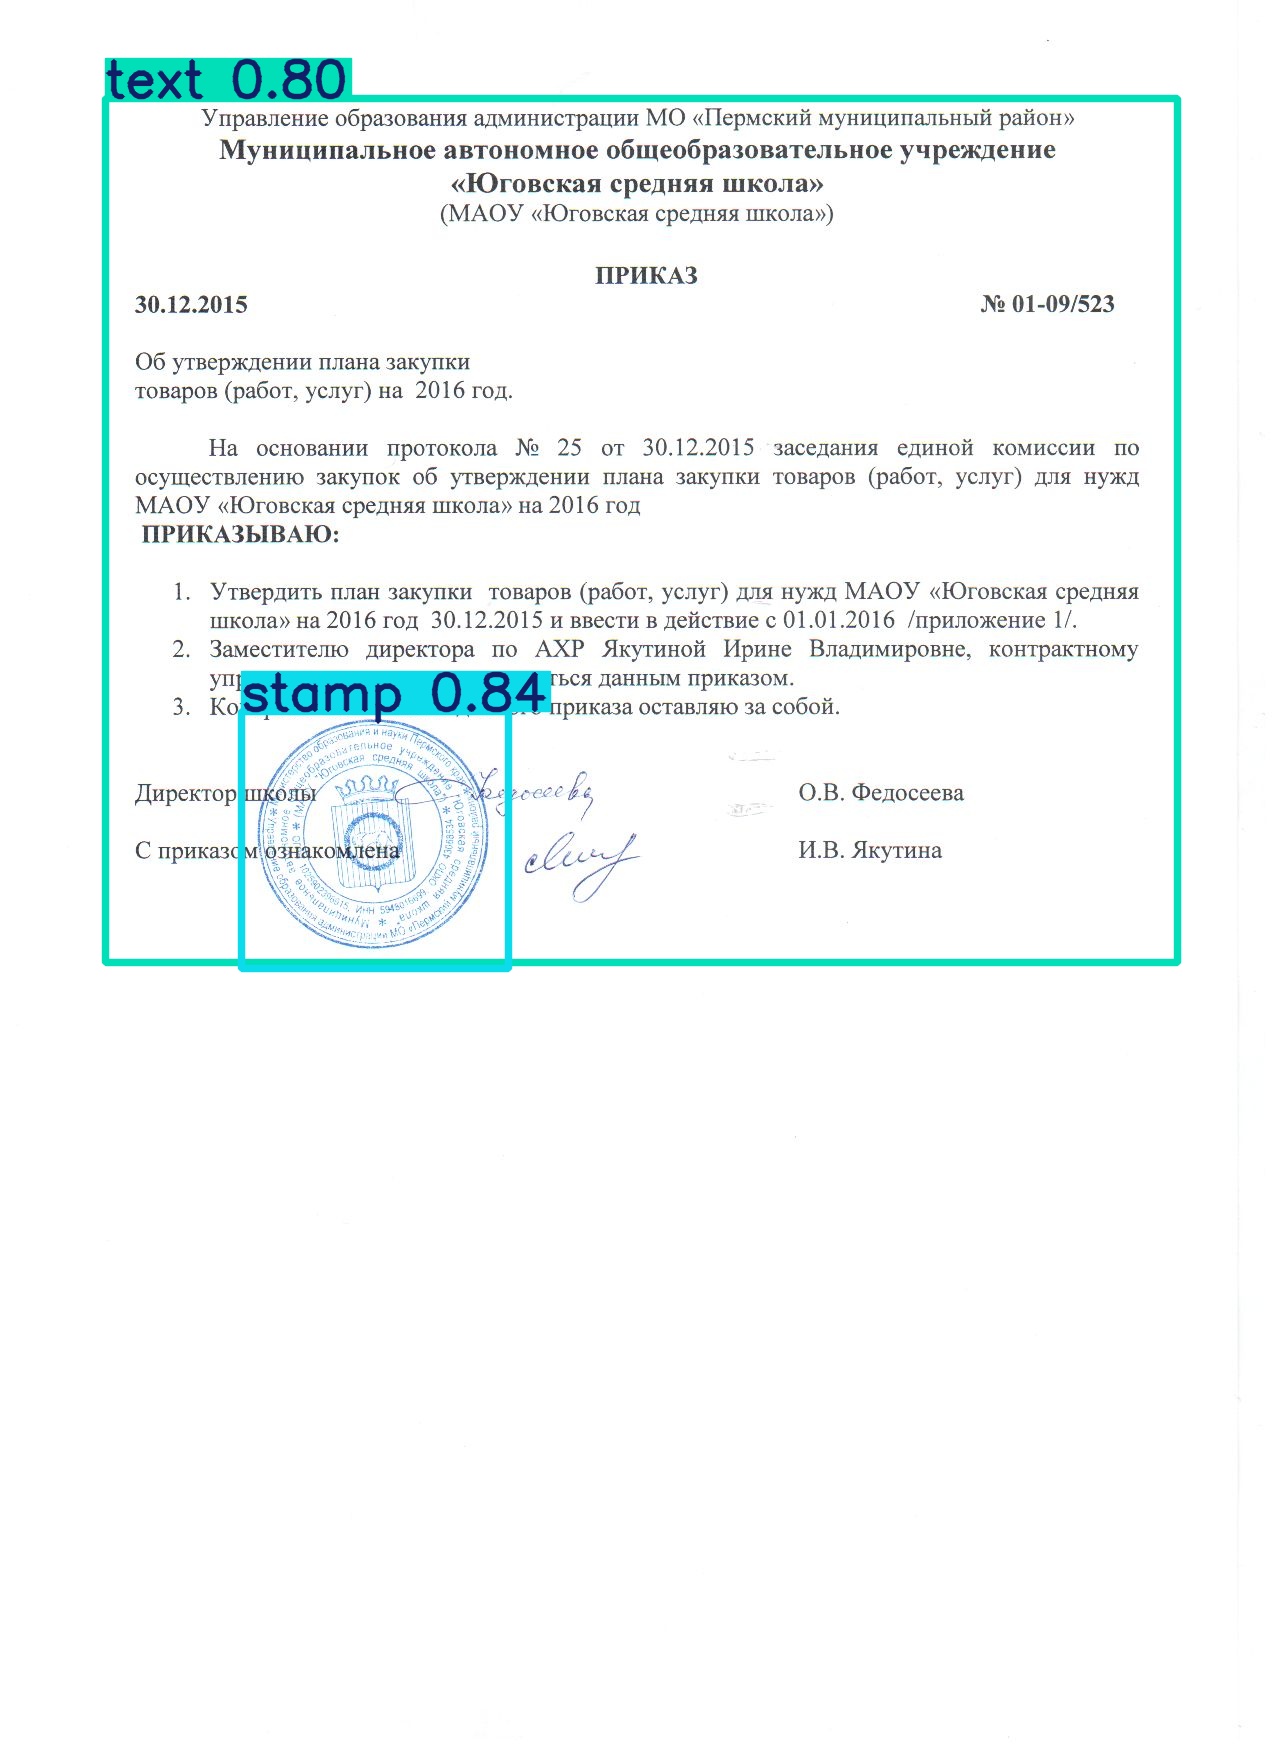 text 0.80
Управление образования администрации МО «Пермский муниципальный район»
Муниципальное автономное общеобразовательное учреждение
«Юговская средняя школа»
(МАОУ «Юговская средняя школа»)
ПРИКАЗ
30.12.2015 № 01-09/523
Об утверждении плана закупки
товаров (работ, услуг) на 2016 год.
На основании протокола № 25 от 30.12.2015 заседания единой комиссии по
осуществлению закупок об утверждении плана закупки товаров (работ, услуг) для нужд
МАОУ «Юговская средняя школа» на 2016 год
ПРИКАЗЫВАЮ:
1. Утвердить план закупки товаров (работ, услуг) для нужд МАОУ «Юговская средняя
школа» на 2016 год 30.12.2015 и ввести в действие с 01.01.2016 /приложение 1/.
2. Заместителю директора по АХР Якутиной Ирине Владимировне, контрактному
данным приказом.
stamp 0.84
3. приказа оставляю за собой.
Директор школы Федосеева О.В. Федосеева
С приказом ознакомлена И.В. Якутина